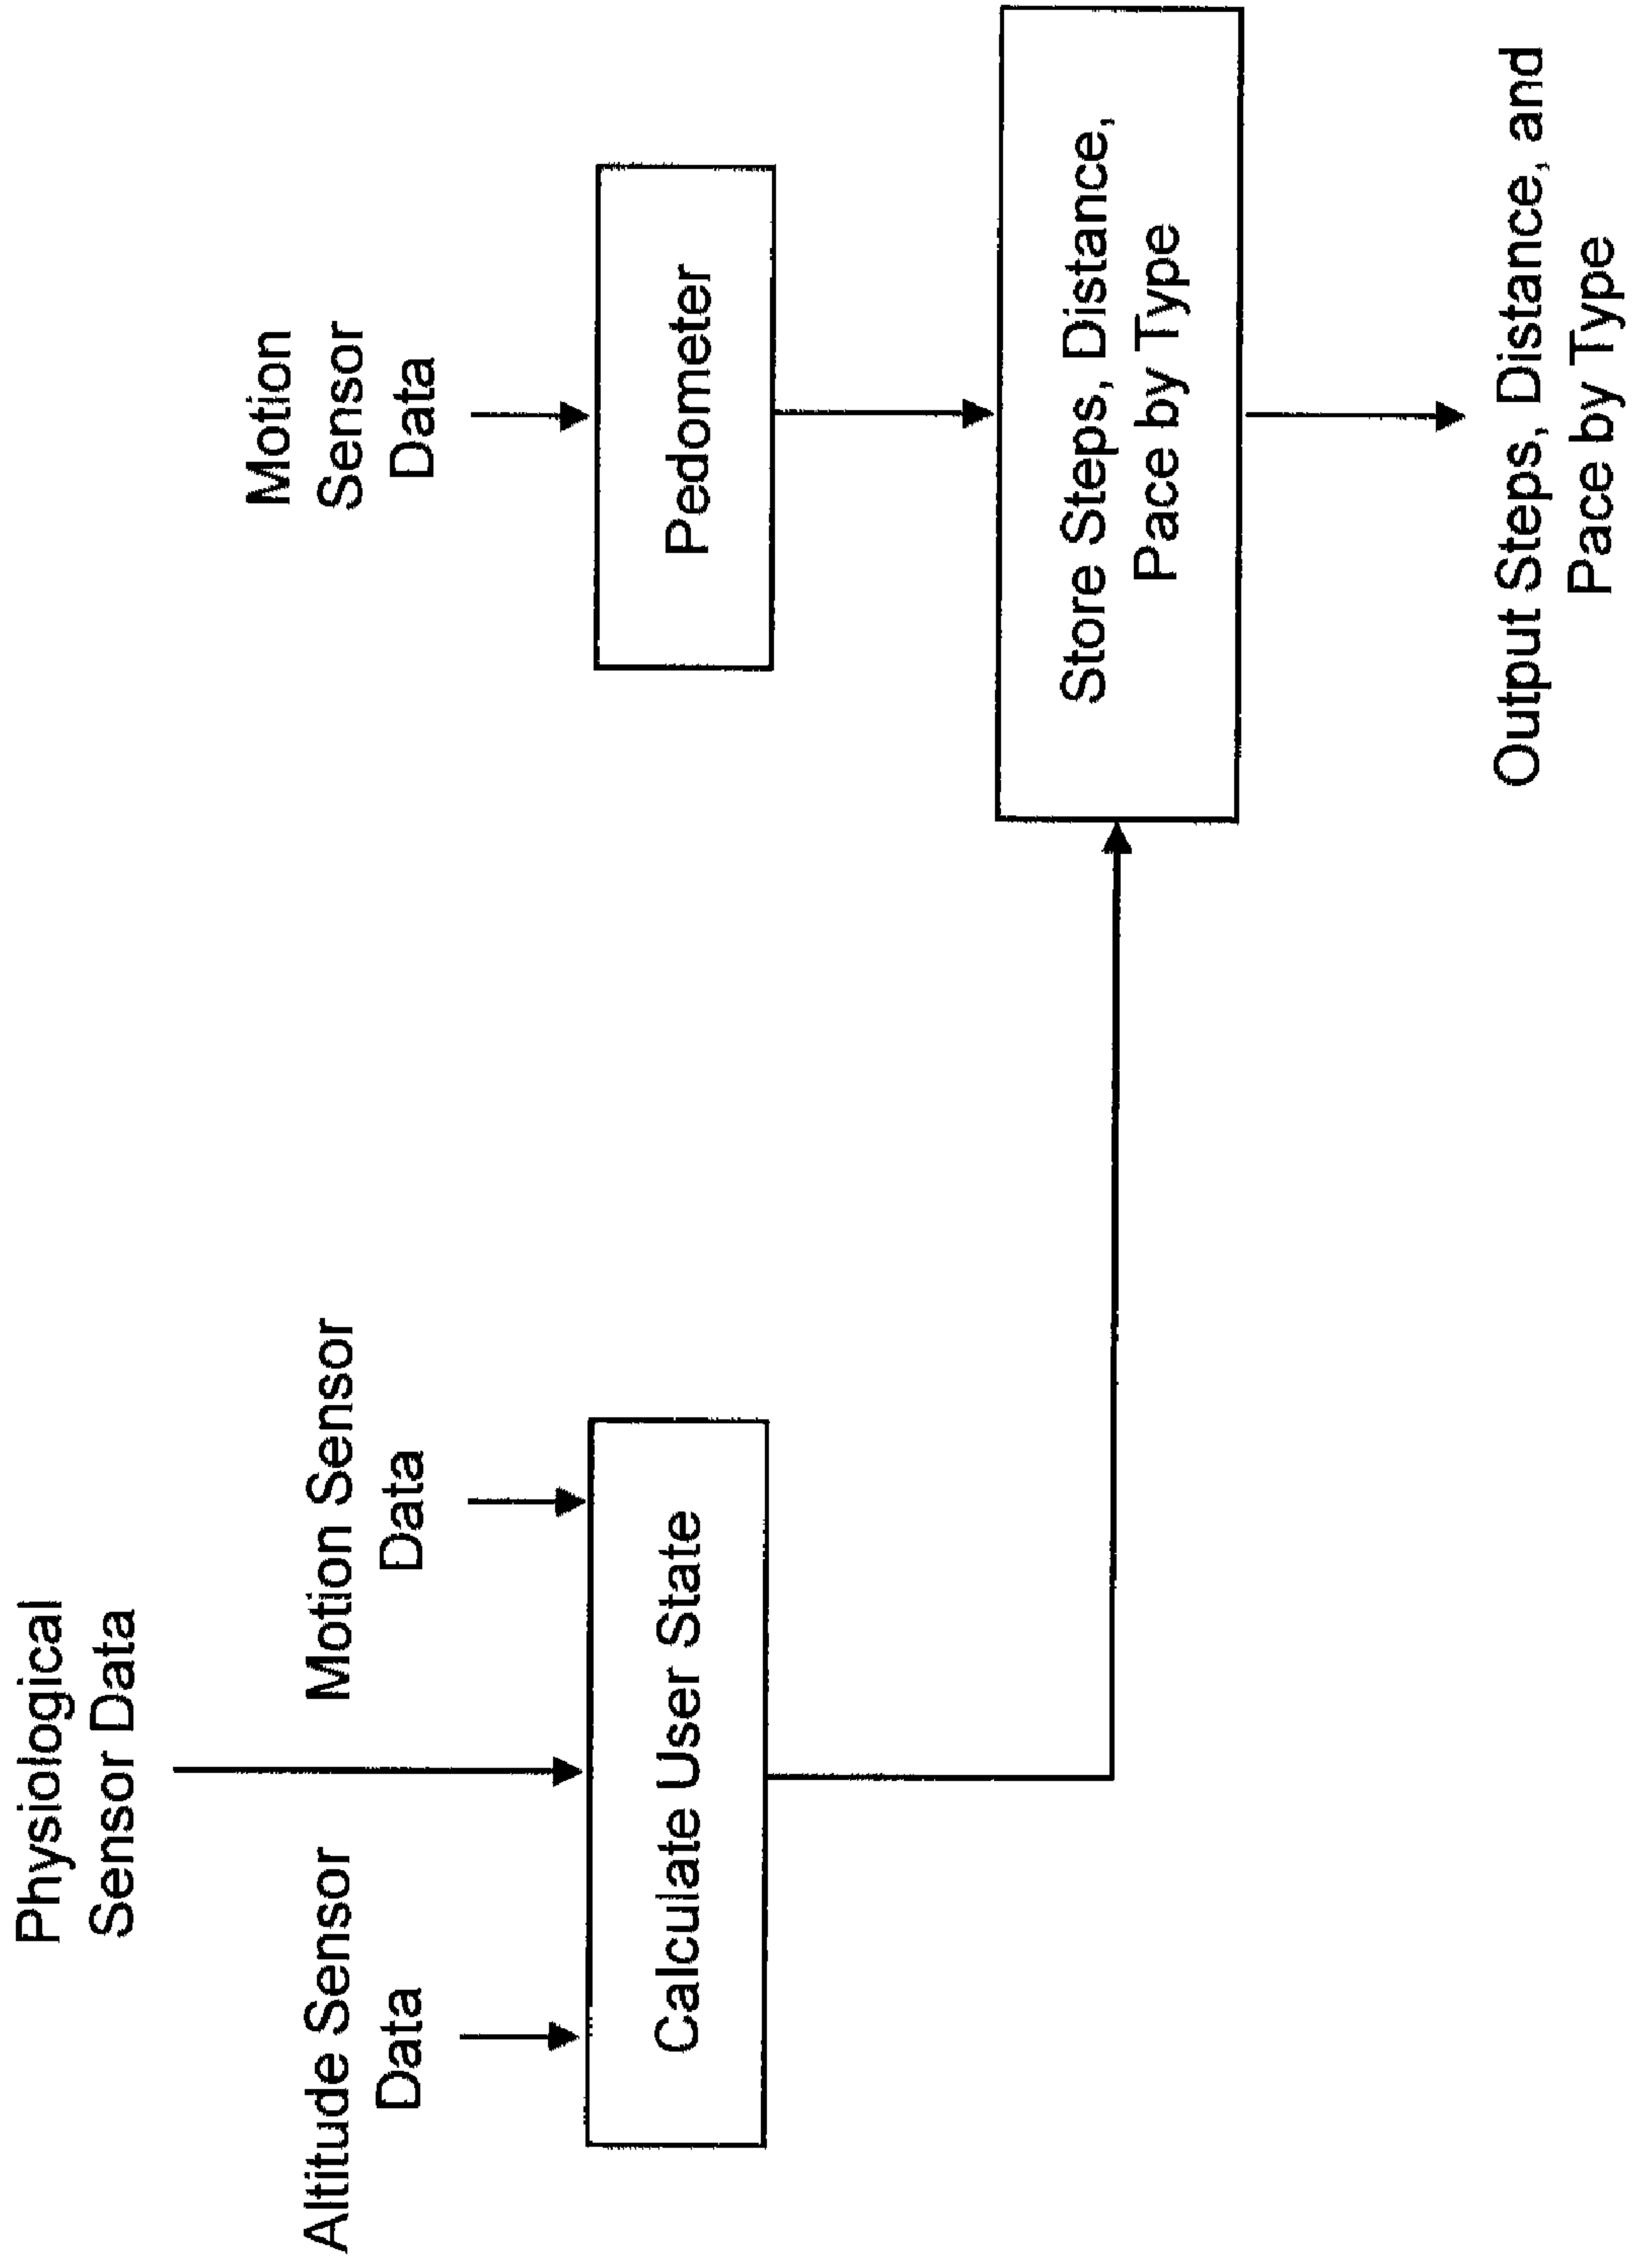 Physiological
Sensor Data
Altitude Sensor
Data
Motion Sensor
Data
Motion
Sensor
Data
Calculate User State
Pedometer
Store Steps, Distance,
Pace by Type
Output Steps, Distance, and
Pace by Type